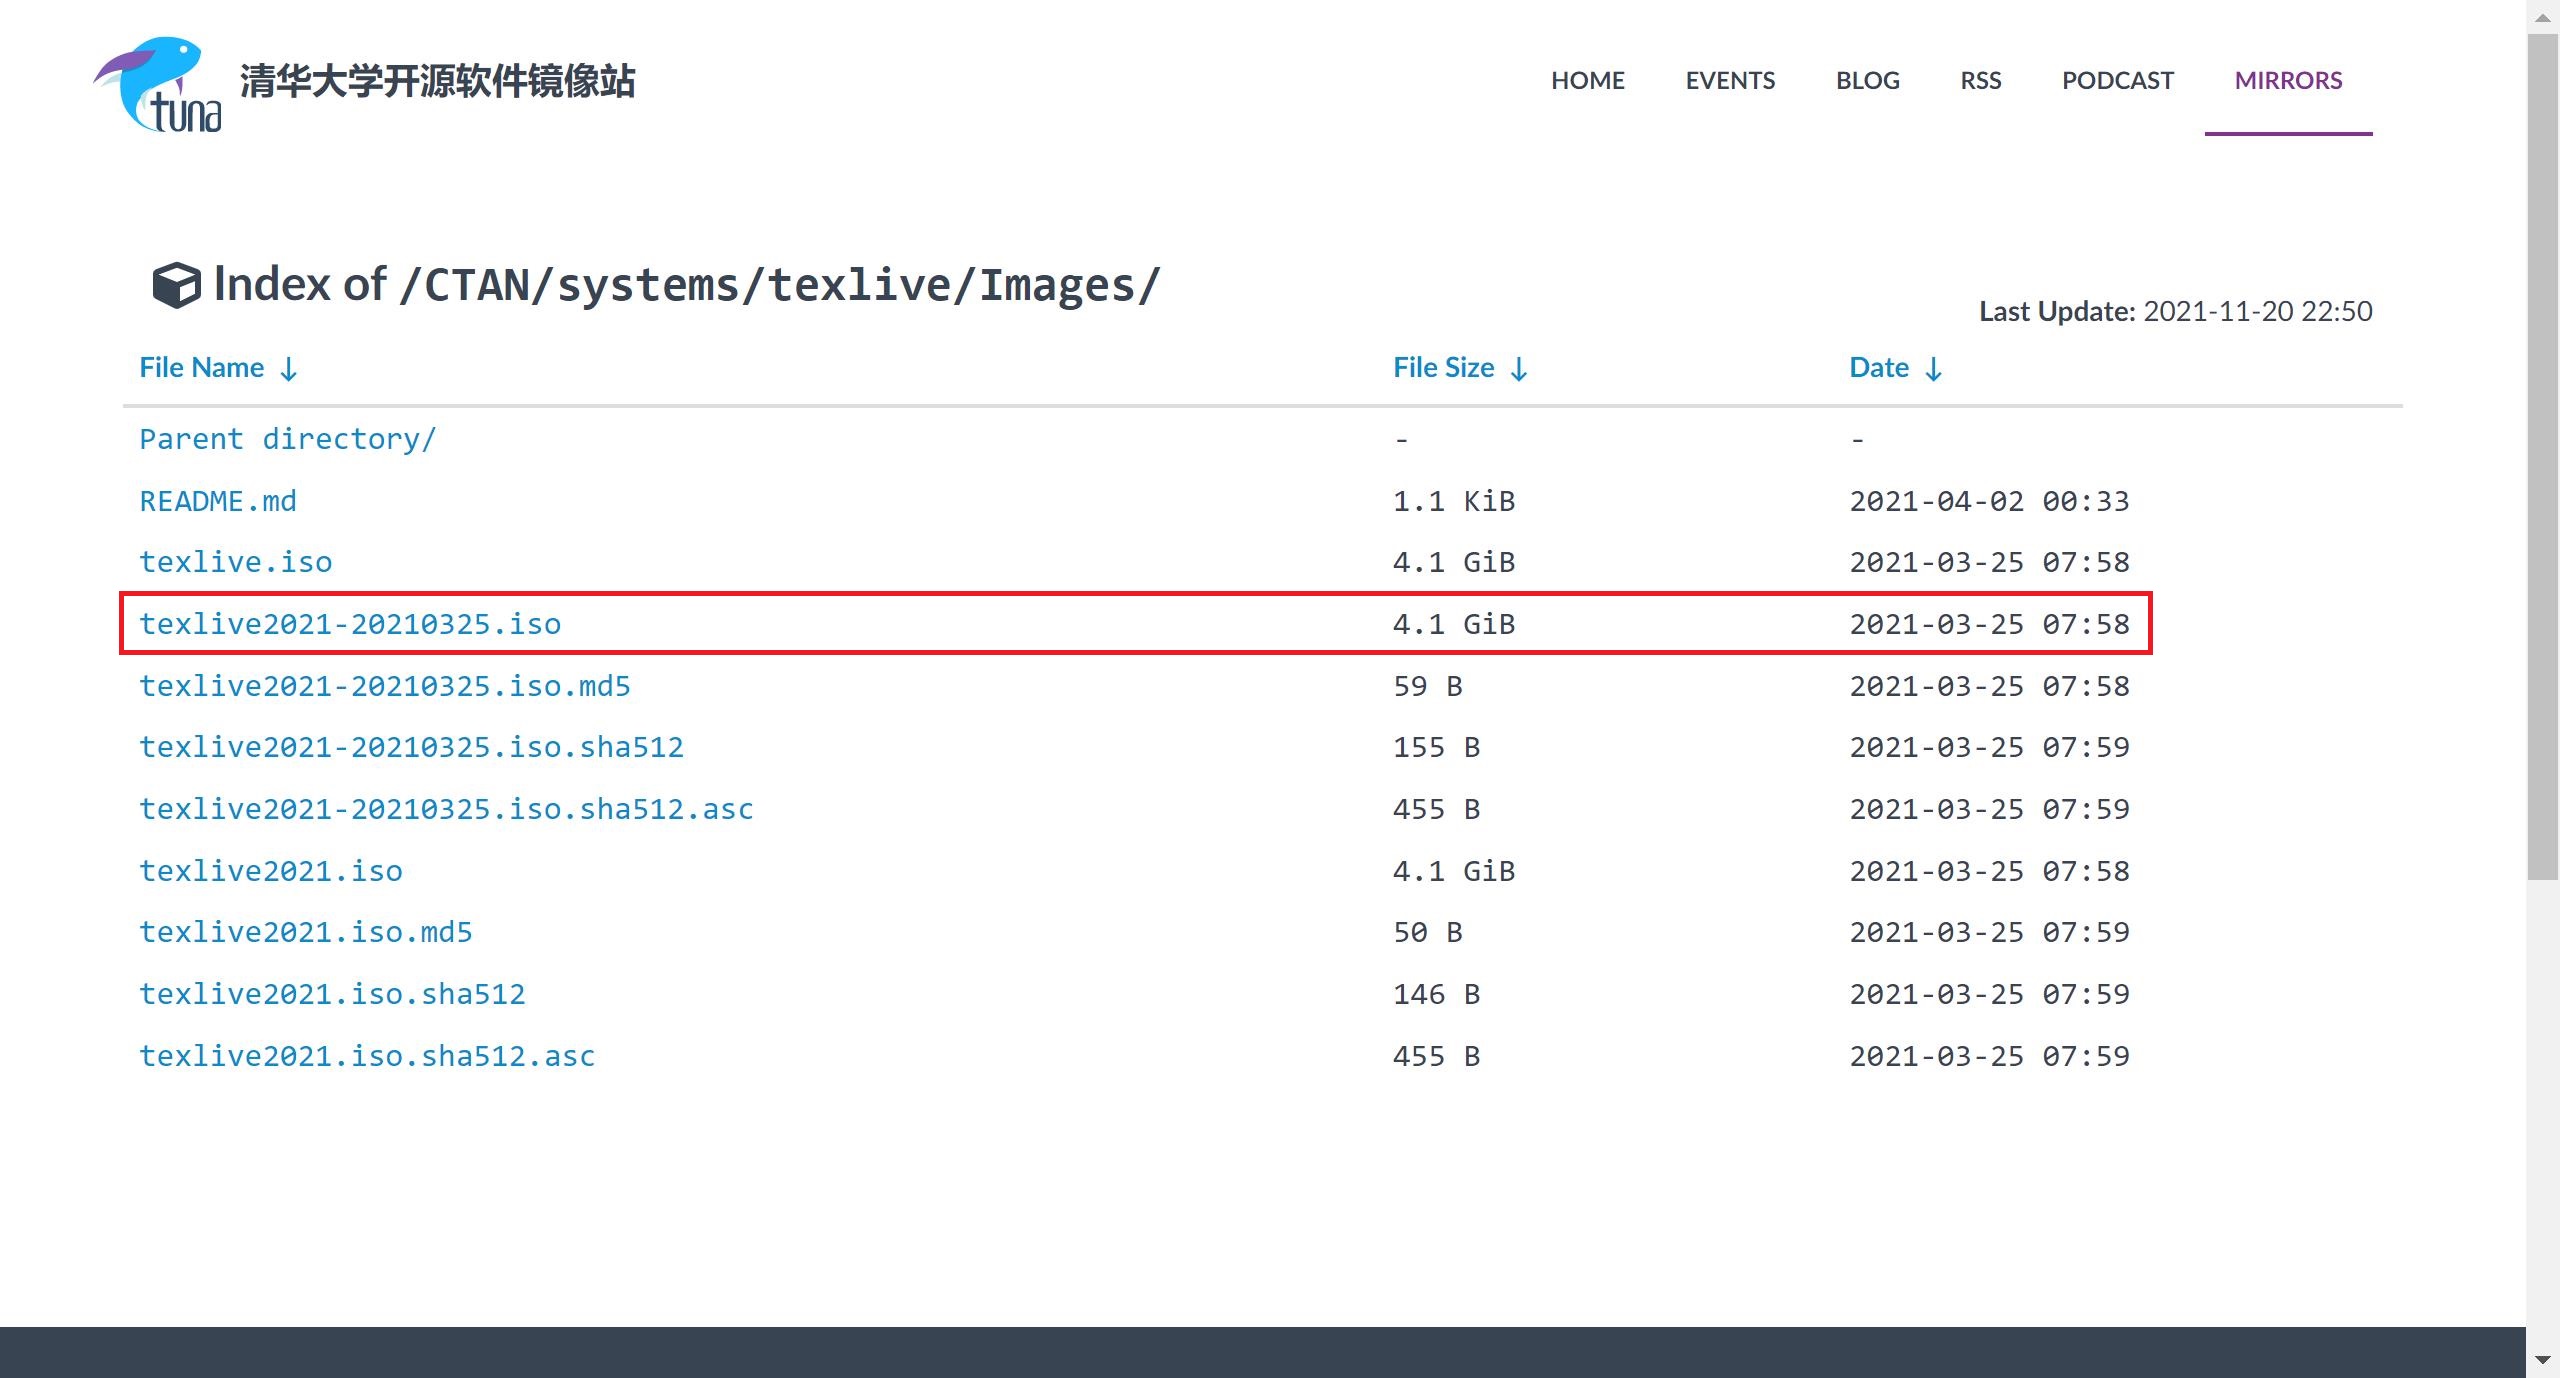 tuna 清华大学开源软件镜像站 HOME EVENTS BLOG RSS PODCAST MIRRORS
Index of /CTAN/systems/texlive/Images/
Last Update: 2021-11-20 22:50
File Name ↓ File Size ↓ Date ↓
Parent directory/ - -
README.md 1.1 KiB 2021-04-02 00:33
texlive.iso 4.1 GiB 2021-03-25 07:58
texlive2021-20210325.iso 4.1 GiB 2021-03-25 07:58
texlive2021-20210325.iso.md5 59 B 2021-03-25 07:58
texlive2021-20210325.iso.sha512 155 B 2021-03-25 07:59
texlive2021-20210325.iso.sha512.asc 455 B 2021-03-25 07:59
texlive2021.iso 4.1 GiB 2021-03-25 07:58
texlive2021.iso.md5 50 B 2021-03-25 07:59
texlive2021.iso.sha512 146 B 2021-03-25 07:59
texlive2021.iso.sha512.asc 455 B 2021-03-25 07:59